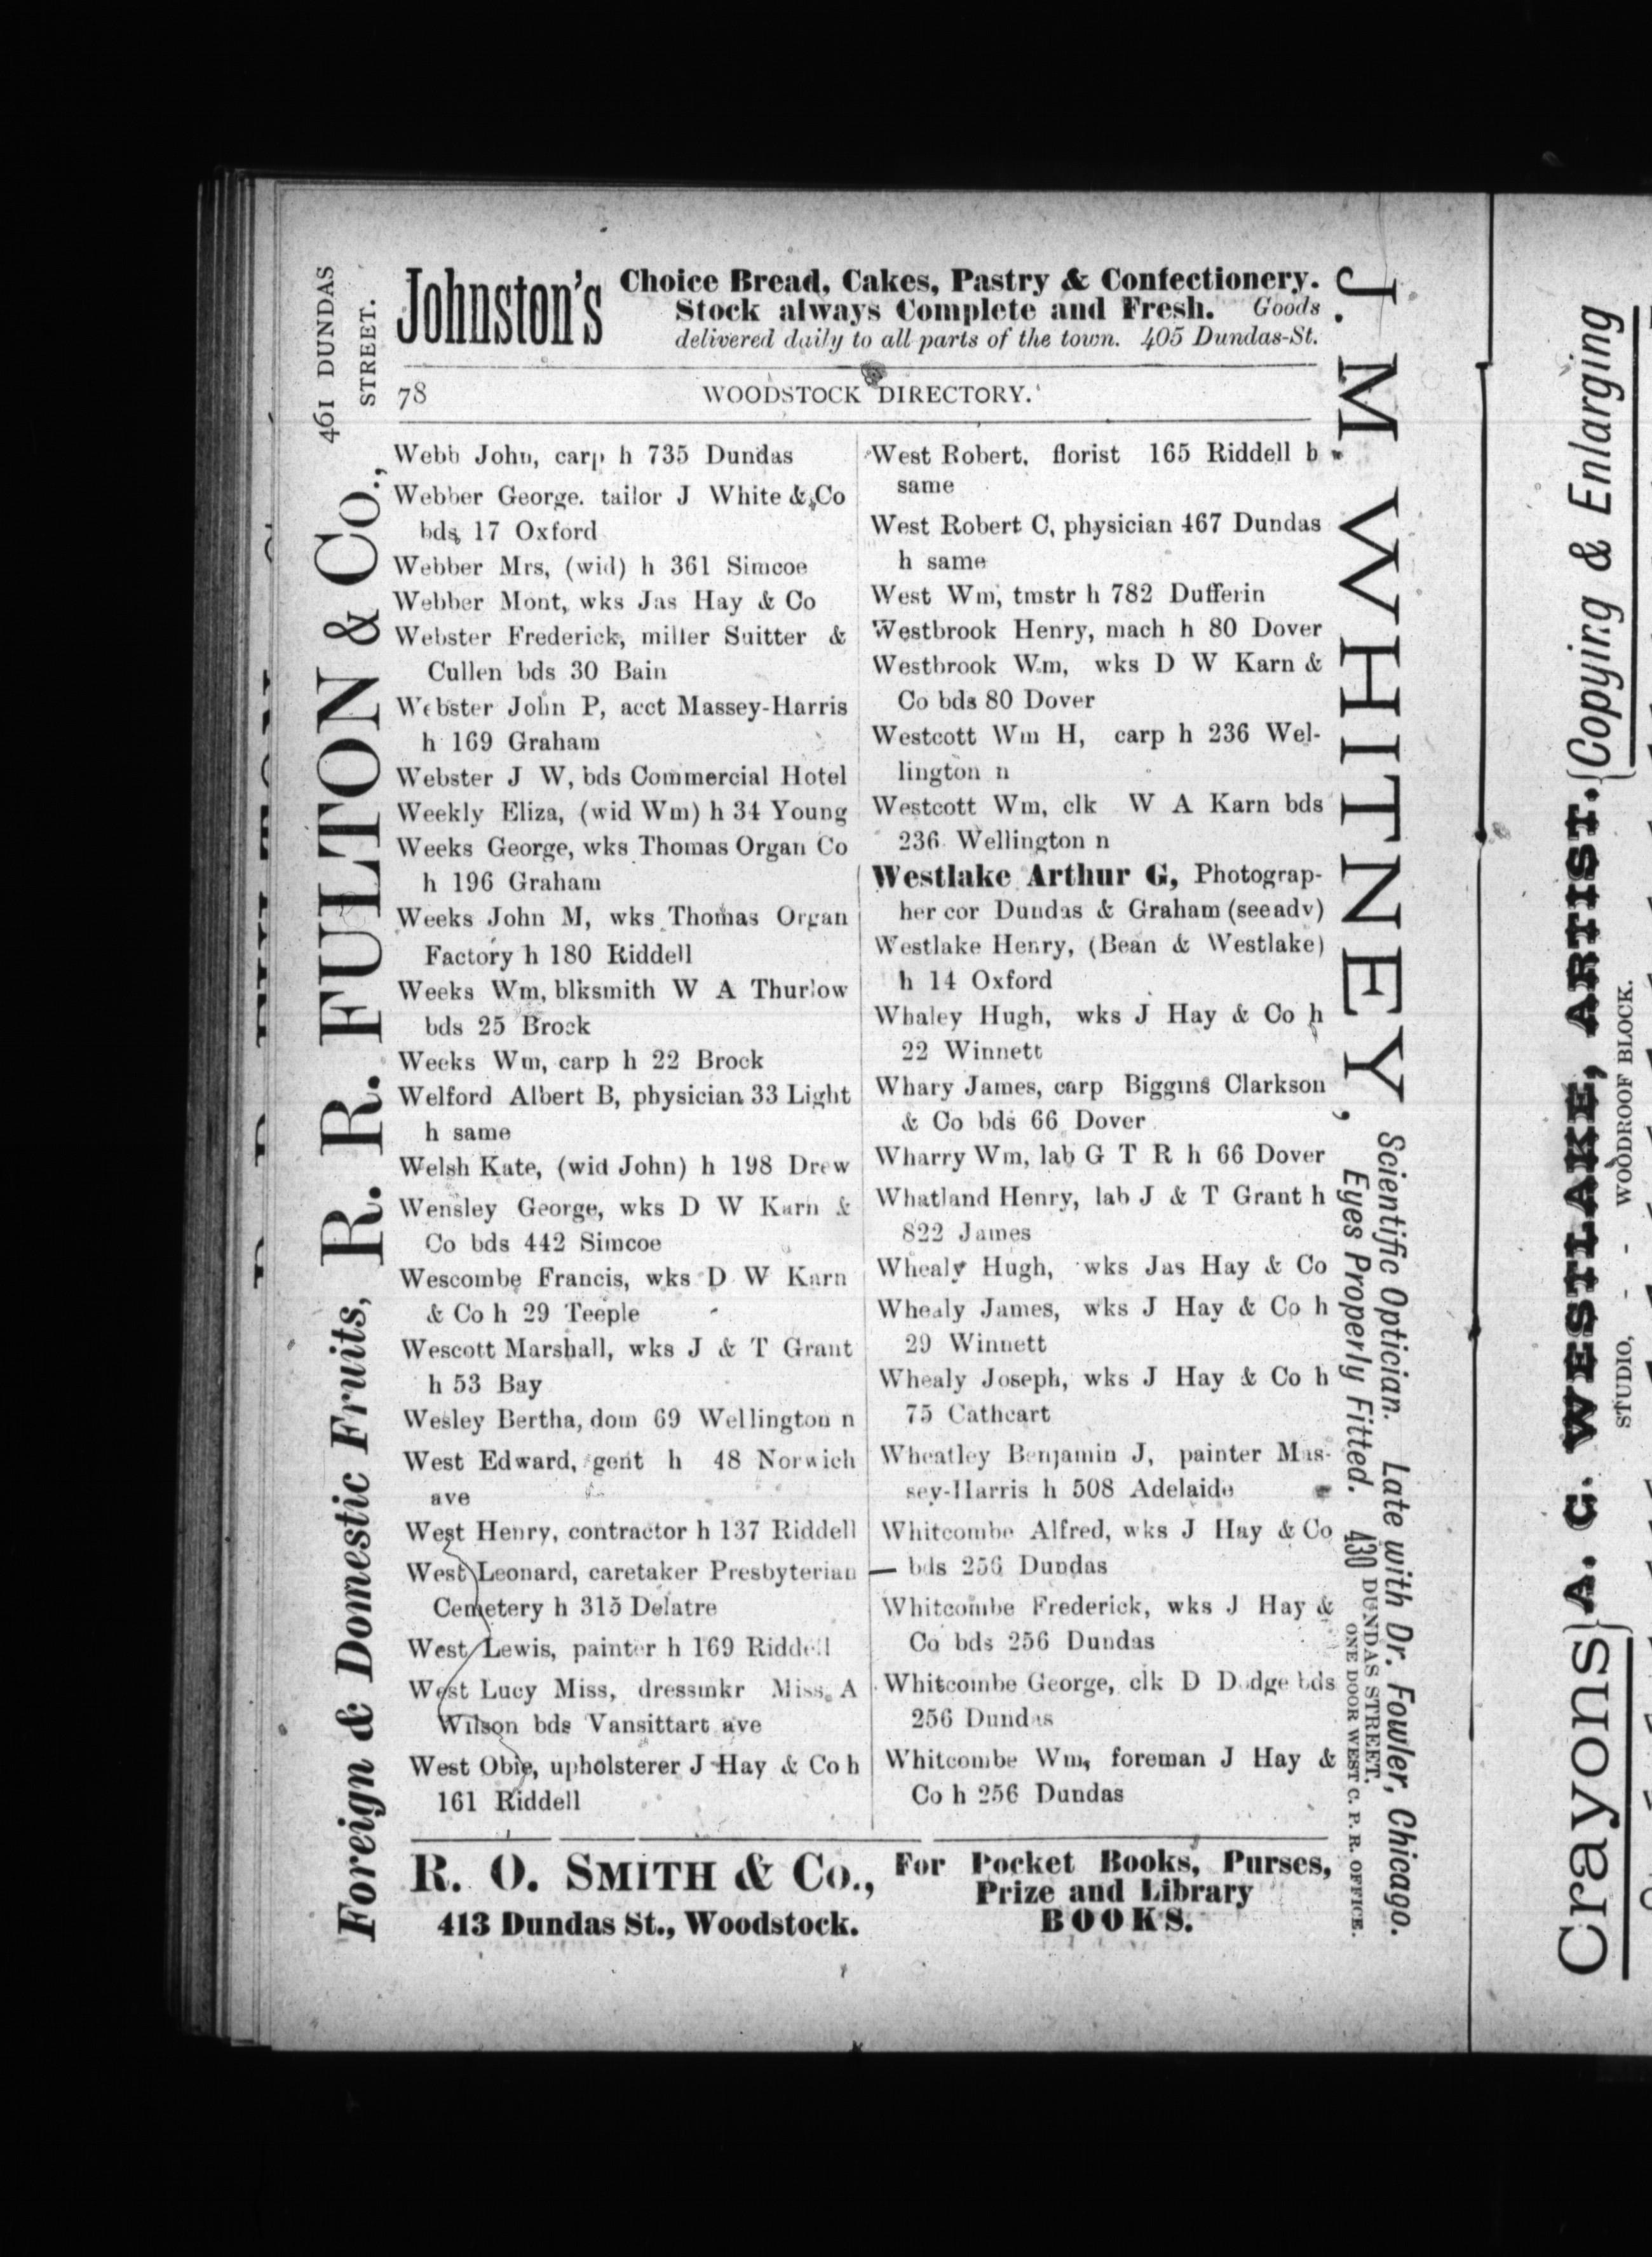 Johnston's
Choice Bread, Cakes, Pastry & Confectionery.
Stock always Complete and Fresh. Goods
delivered daily to all parts of the town. 405 Dundas-St.
78
WOODSTOCK DIRECTORY.
Webb John, carp h 735 Dundas
Webber George. tailor J White & Co
bds 17 Oxford
Webber Mrs, (wid) h 361 Simcoe
Webber Mont, wks Jas Hay & Co
Webster Frederick, miller Suitter &
Cullen bds 30 Bain
Webster John P, acct Massey-Harris
h 169 Graham
Webster J W, bds Commercial Hotel
Weekly Eliza, (wid Wm) h 34 Young
Weeks George, wks Thomas Organ Co
h 196 Graham
Weeks John M, wks Thomas Organ
Factory h 180 Riddell
Weeks Wm, blksmith W A Thurlow
bds 25 Brock
Weeks Wm, carp h 22 Brock
Welford Albert B, physician 33 Light
h same
Welsh Kate, (wid John) h 198 Drew
Wensley George, wks D W Karn &
Co bds 442 Simcoe
Wescombe Francis, wks D W Karn
& Co h 29 Teeple
Wescott Marshall, wks J & T Grant
h 53 Bay
Wesley Bertha, dom 69 Wellington n
West Edward, gent h 48 Norwich
ave
West Henry, contractor h 137 Riddell
West Leonard, caretaker Presbyterian
Cemetery h 315 Delatre
West Lewis, painter h 169 Riddell
West Lucy Miss, dressmkr Miss A
Wilson bds Vansittart ave
West Obie, upholsterer J Hay & Co h
161 Riddell
West Robert, florist 165 Riddell h
same
West Robert C, physician 467 Dundas
h same
West Wm, tmstr h 782 Dufferin
Westbrook Henry, mach h 80 Dover
Westbrook Wm, wks D W Karn &
Co bds 80 Dover
Westcott Wm H, carp h 236 Wel-
lington n
Westcott Wm, clk W A Karn bds
236 Wellington n
Westlake Arthur G, Photograp-
her cor Dundas & Graham (see adv)
Westlake Henry, (Bean & Westlake)
h 14 Oxford
Whaley Hugh, wks J Hay & Co h
22 Winnett
Whary James, carp Biggins Clarkson
& Co bds 66 Dover
Wharry Wm, lab G T R h 66 Dover
Whatland Henry, lab J & T Grant h
822 James
Whealy Hugh, wks Jas Hay & Co
Whealy James, wks J Hay & Co h
29 Winnett
Whealy Joseph, wks J Hay & Co h
75 Cathcart
Wheatley Benjamin J, painter Mas-
sey-Harris h 508 Adelaide
Whitcombe Alfred, wks J Hay & Co
bds 256 Dundas
Whitcombe Frederick, wks J Hay &
Co bds 256 Dundas
Whitcombe George, clk D Dodge bds
256 Dundas
Whitcombe Wm, foreman J Hay &
Co h 256 Dundas
R. O. SMITH & Co.,
413 Dundas St., Woodstock.
For Pocket Books, Purses,
Prize and Library
BOOKS.
Foreign & Domestic Fruits, R. R. FULTON & Co.,
461 DUNDAS
STREET.
J. M. WHITNEY,
Scientific Optician. Late with Dr. Fowler, Chicago.
Eyes Properly Fitted. 430
DUNDAS STREET.
ONE DOOR WEST C. P. R. OFFICE.
Crayons
A. G. WESTLAKE, ARTIST.
STUDIO, - - WOODROOF BLOCK.
Copying & Enlarging